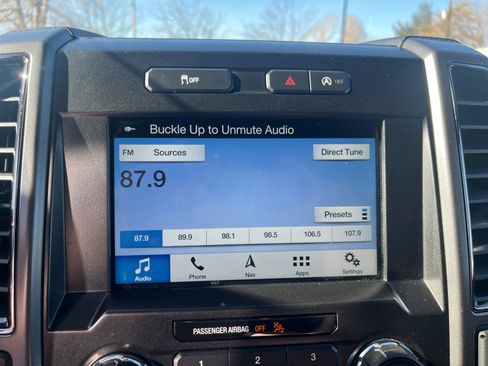 OFF
OFF
Buckle Up to Unmute Audio
FM Sources
Direct Tune
87.9
Presets
87.9 89.9 98.1 98.5 106.5 107.9
Audio Phone Nav Apps Settings
PASSENGER AIRBAG OFF
1 2 3